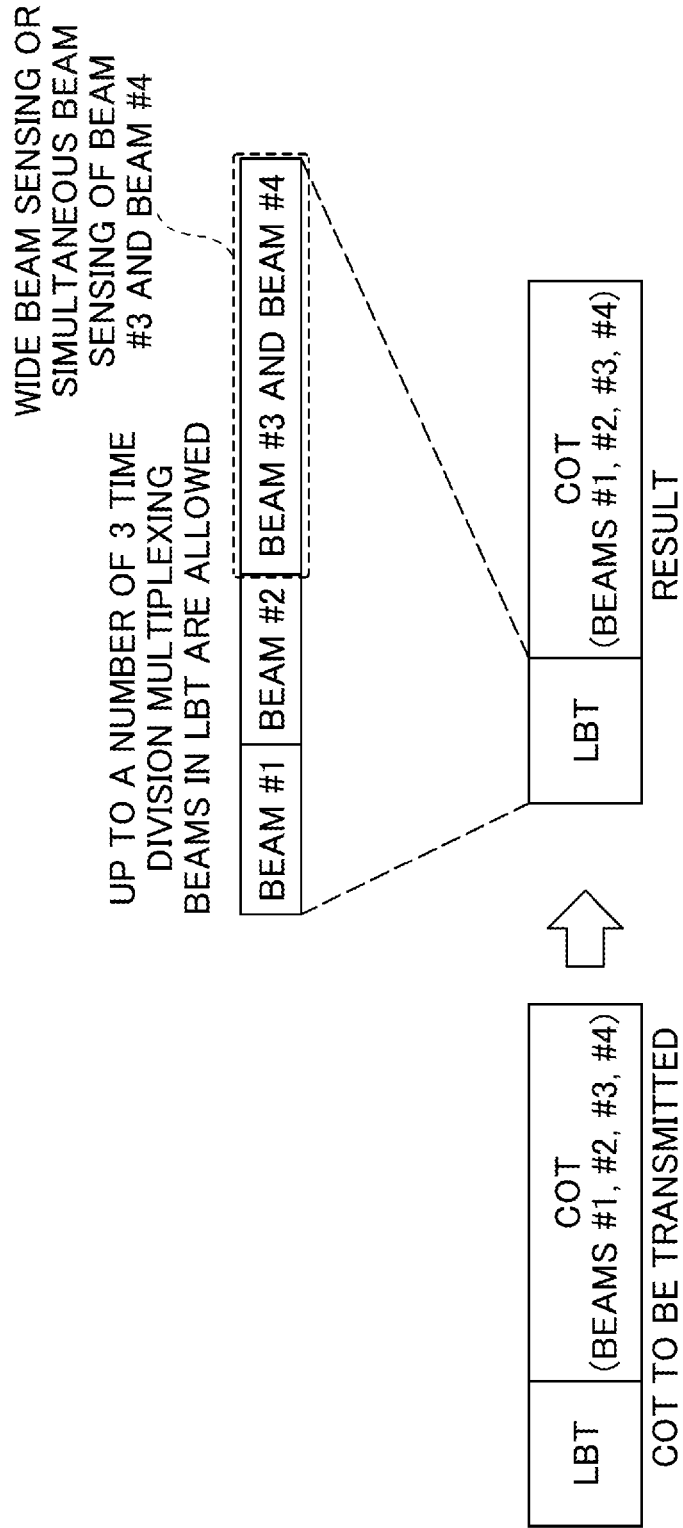 WIDE BEAM SENSING OR
SIMULTANEOUS BEAM
SENSING OF BEAM
#3 AND BEAM #4
UP TO A NUMBER OF 3 TIME
DIVISION MULTIPLEXING
BEAMS IN LBT ARE ALLOWED
BEAM #1
BEAM #2
BEAM #3 AND BEAM #4
LBT
COT
(BEAMS #1, #2, #3, #4)
COT TO BE TRANSMITTED
LBT
COT
(BEAMS #1, #2, #3, #4)
RESULT